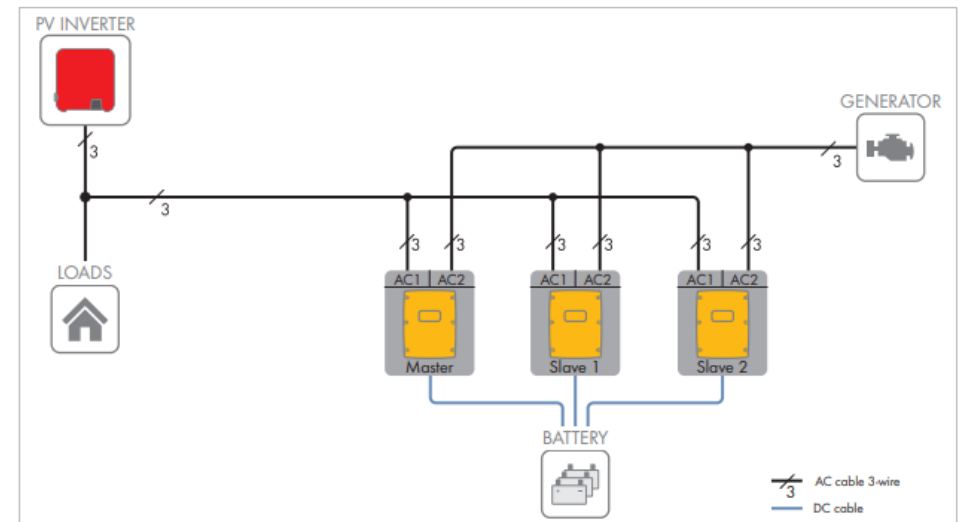 PV INVERTER
GENERATOR
3
3
3
3
3
3
3
3
3
LOADS
AC1 AC2
AC1 AC2
AC1 AC2
Master
Slave 1
Slave 2
BATTERY
3
AC cable 3-wire
DC cable